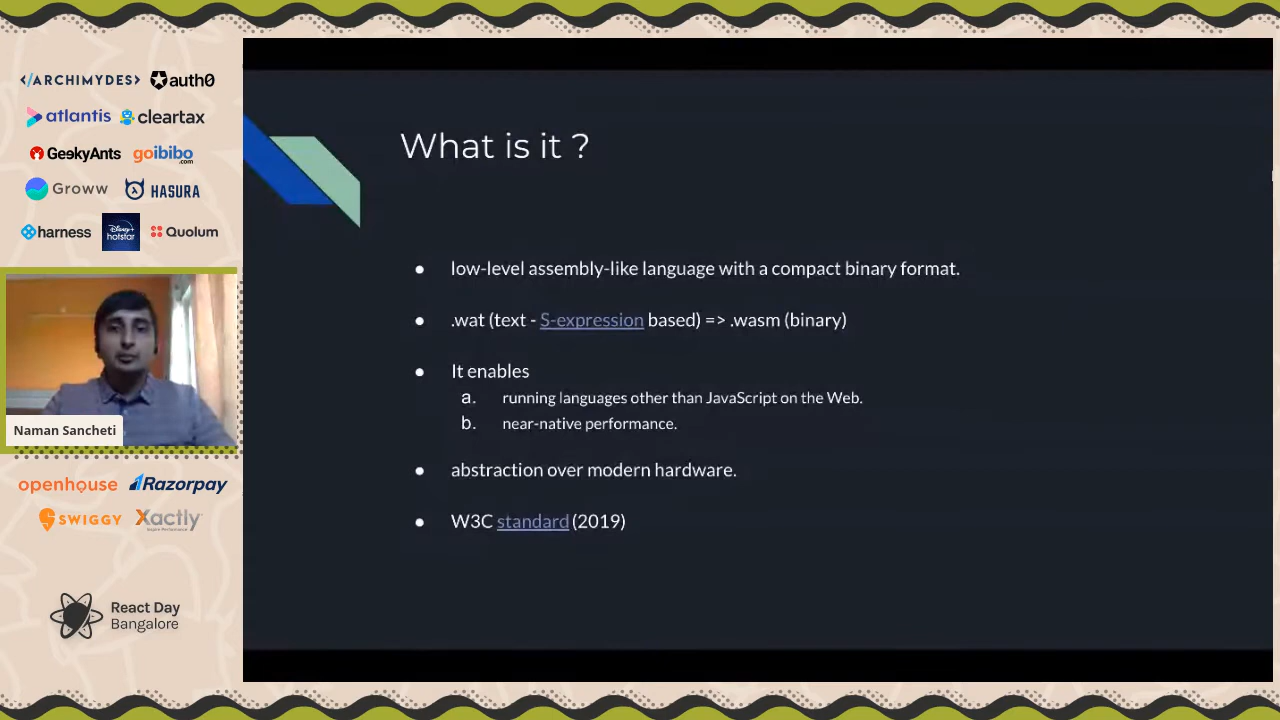 </ARCHIMYDES> auth0
atlantis cleartax
GeekyAnts goibibo.com
Groww HASURA
harness Disney+ hotstar Quolum
Naman Sancheti
openhouse Razorpay
SWIGGY Xactly
Inspire Performance™
React Day
Bangalore
What is it ?
● low-level assembly-like language with a compact binary format.
● .wat (text - S-expression based) => .wasm (binary)
● It enables
a. running languages other than JavaScript on the Web.
b. near-native performance.
● abstraction over modern hardware.
● W3C standard (2019)